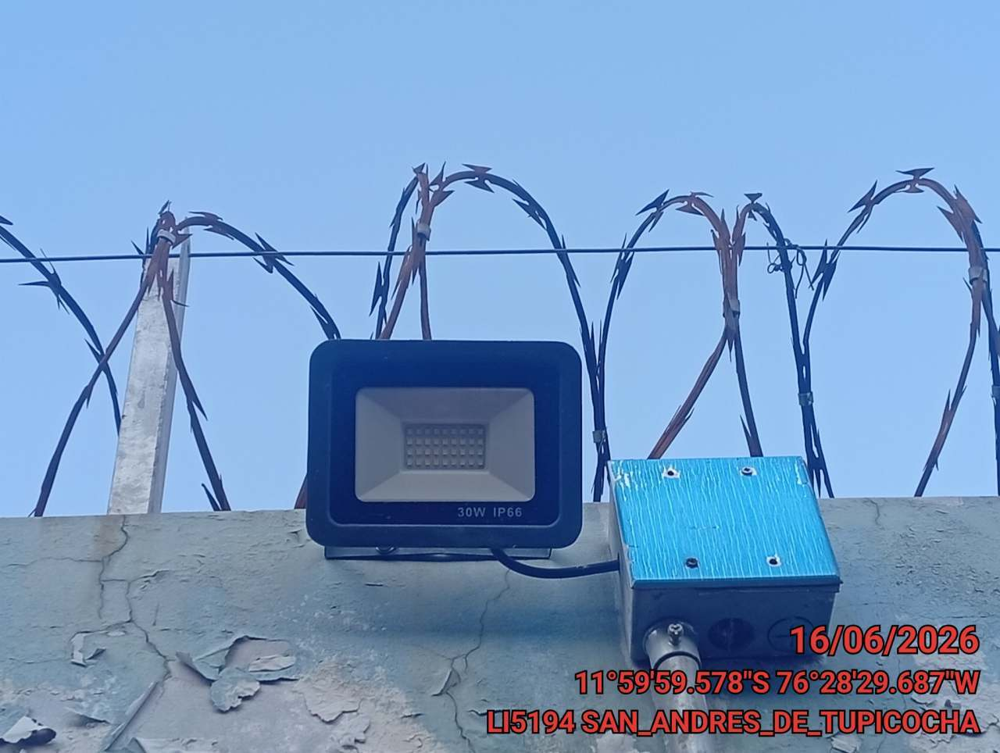 30W IP66
16/06/2026
11°59'59.578"S 76°28'29.687"W
LI5194 SAN_ANDRES_DE_TUPICOCHA